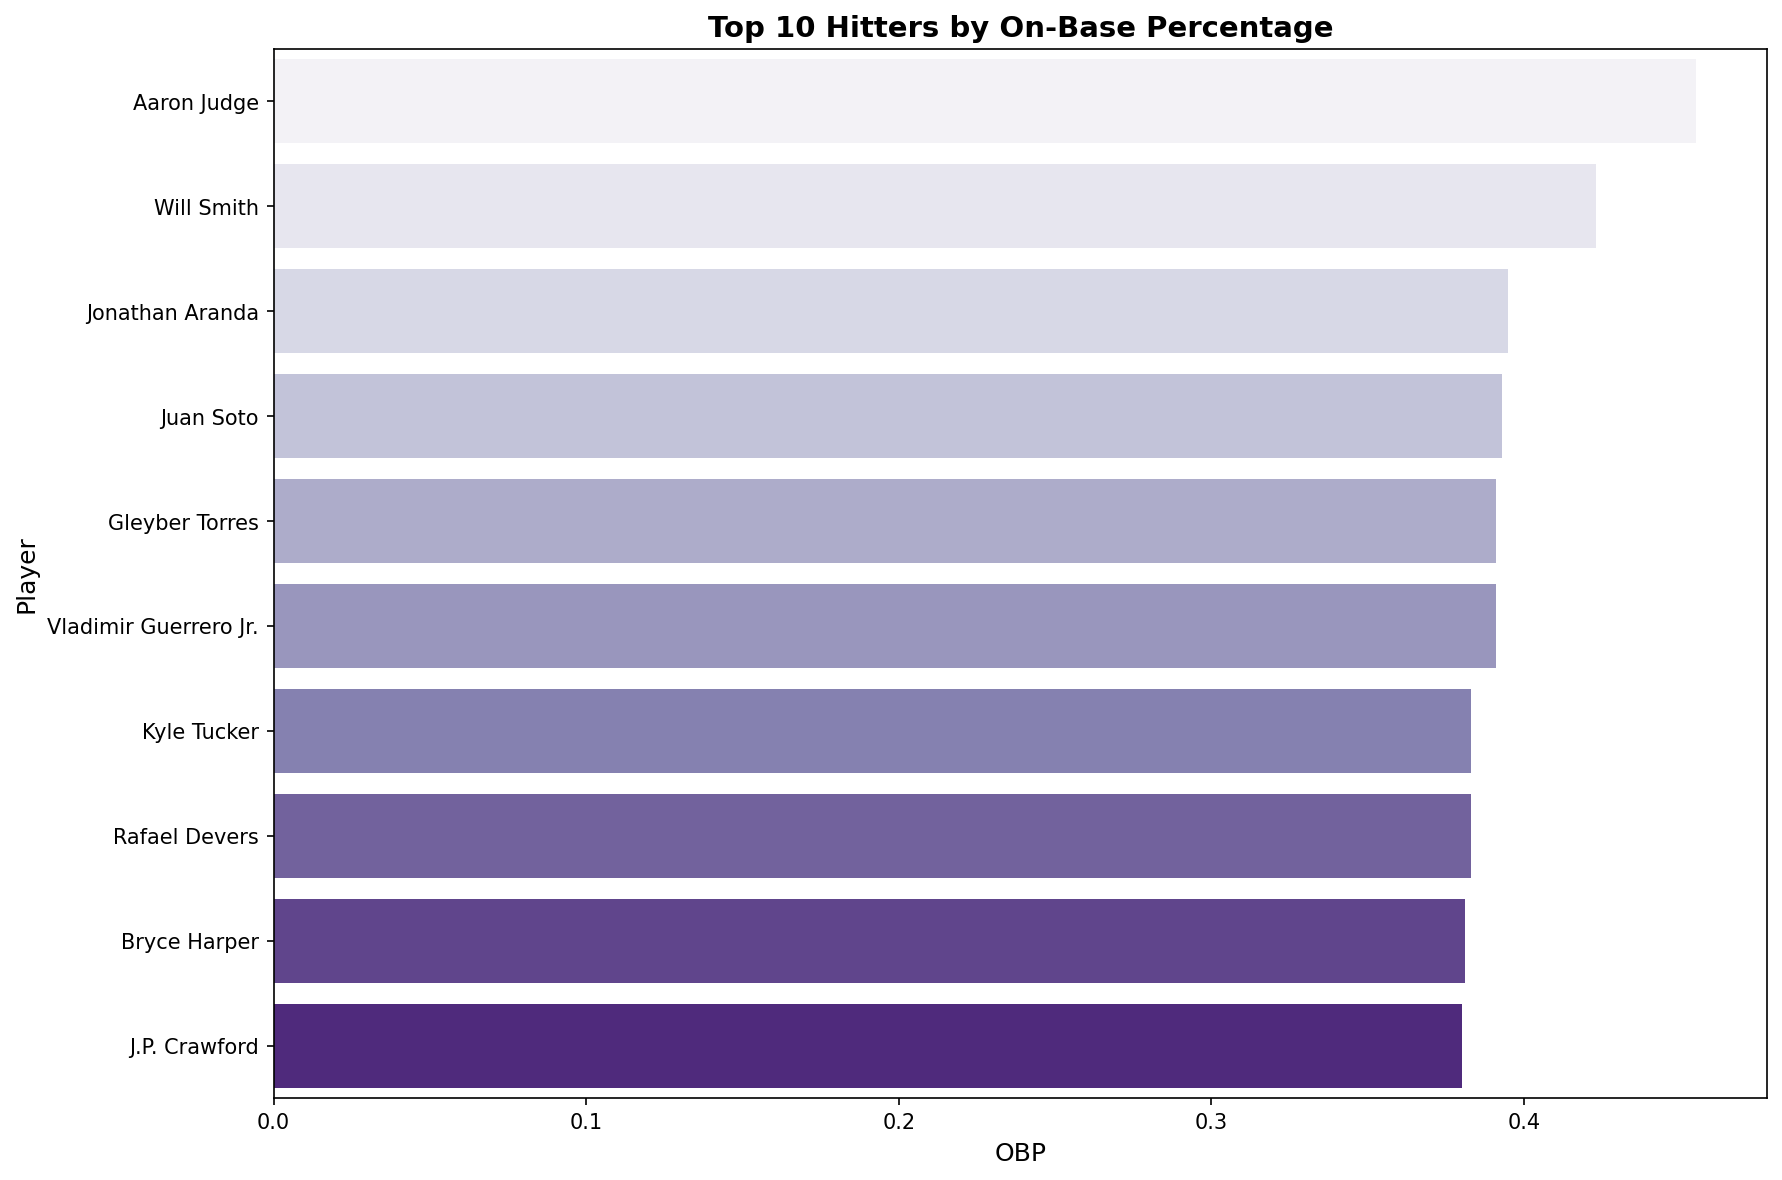 Top 10 Hitters by On-Base Percentage
Player
Aaron Judge
Will Smith
Jonathan Aranda
Juan Soto
Gleyber Torres
Vladimir Guerrero Jr.
Kyle Tucker
Rafael Devers
Bryce Harper
J.P. Crawford
0.0 0.1 0.2 0.3 0.4
OBP